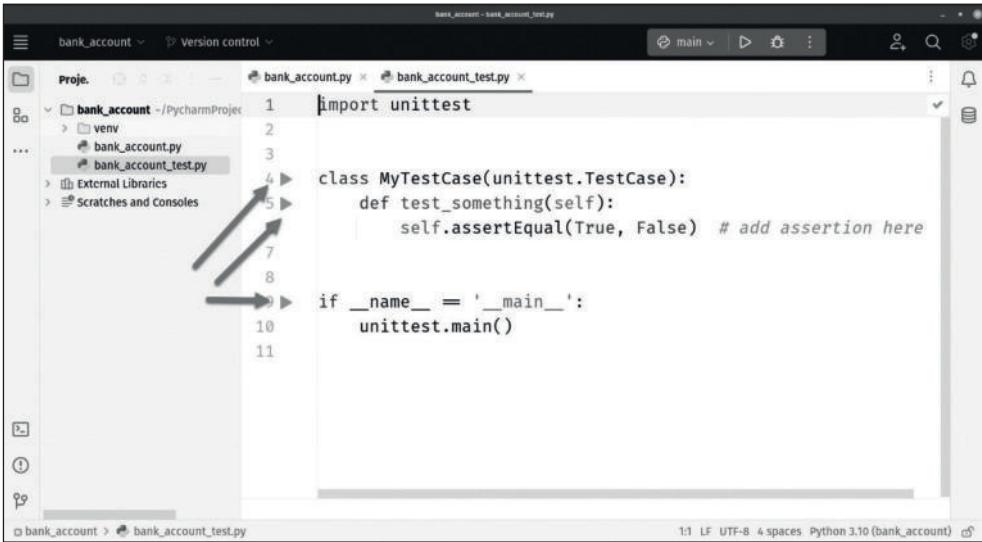 bank_account – bank_account_test.py
bank_account
Version control
main
Proje.
bank_account.py
bank_account_test.py
bank_account ~/PycharmProjec
venv
bank_account.py
bank_account_test.py
External Libraries
Scratches and Consoles
1 import unittest
2
3
4 class MyTestCase(unittest.TestCase):
5 def test_something(self):
self.assertEqual(True, False) # add assertion here
7
8
9 if __name__ == '__main__':
10 unittest.main()
11
bank_account > bank_account_test.py
1:1 LF UTF-8 4 spaces Python 3.10 (bank_account)